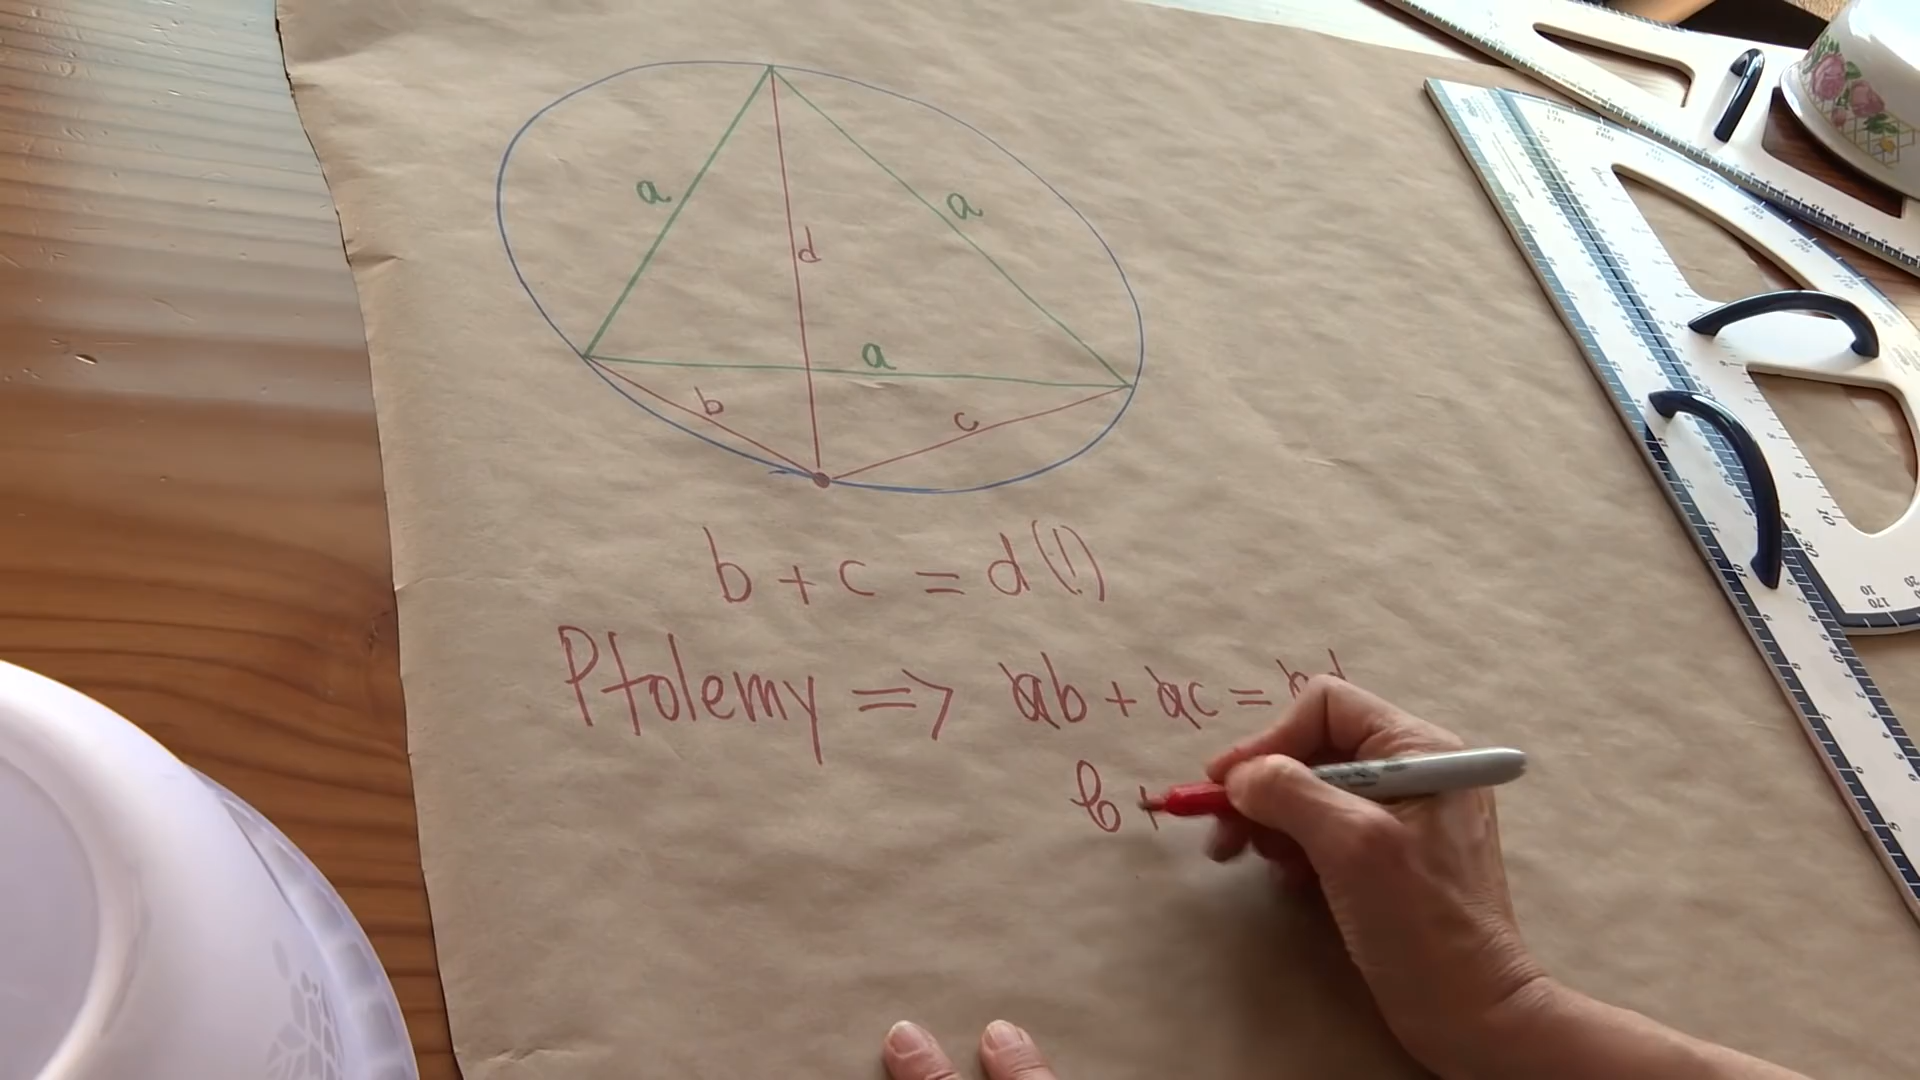 a
a
d
a
b
c
b + c = d (!)
Ptolemy => ab + ac = ad
b +